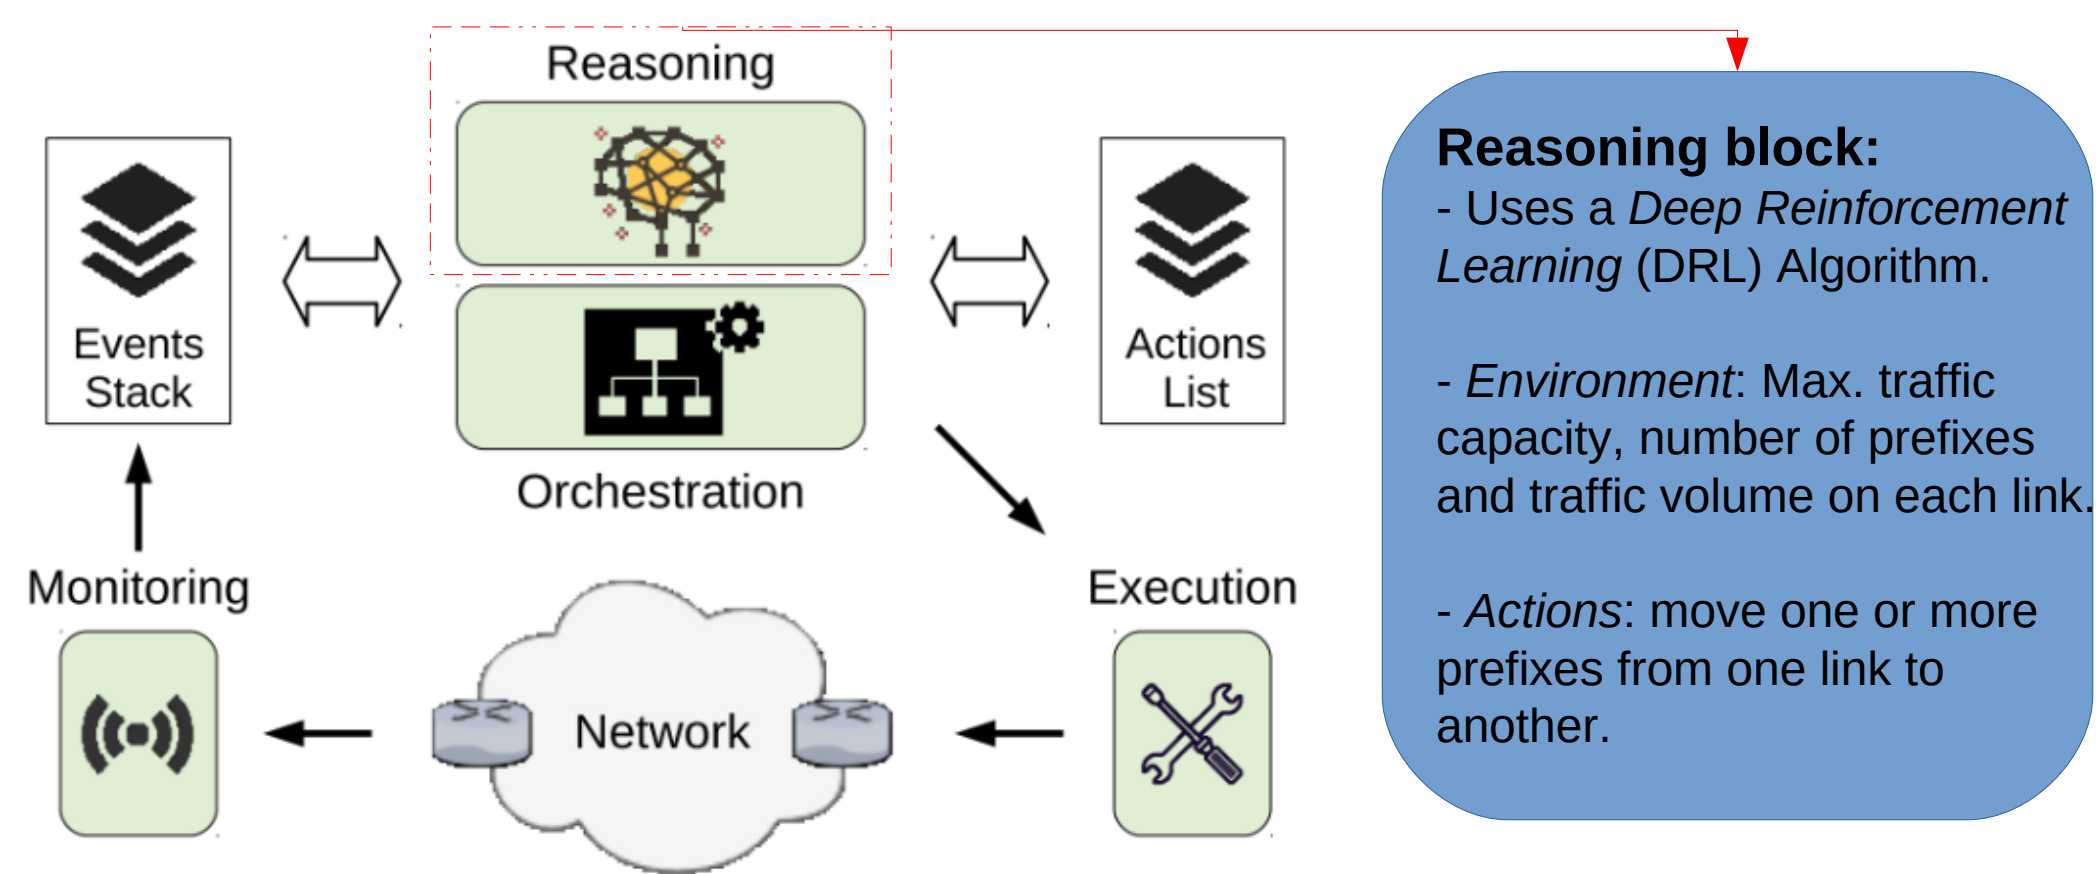 Reasoning
Events
Stack
Actions
List
Orchestration
Monitoring
Network
Execution
Reasoning block:
- Uses a Deep Reinforcement
Learning (DRL) Algorithm.
- Environment: Max. traffic
capacity, number of prefixes
and traffic volume on each link.
- Actions: move one or more
prefixes from one link to
another.